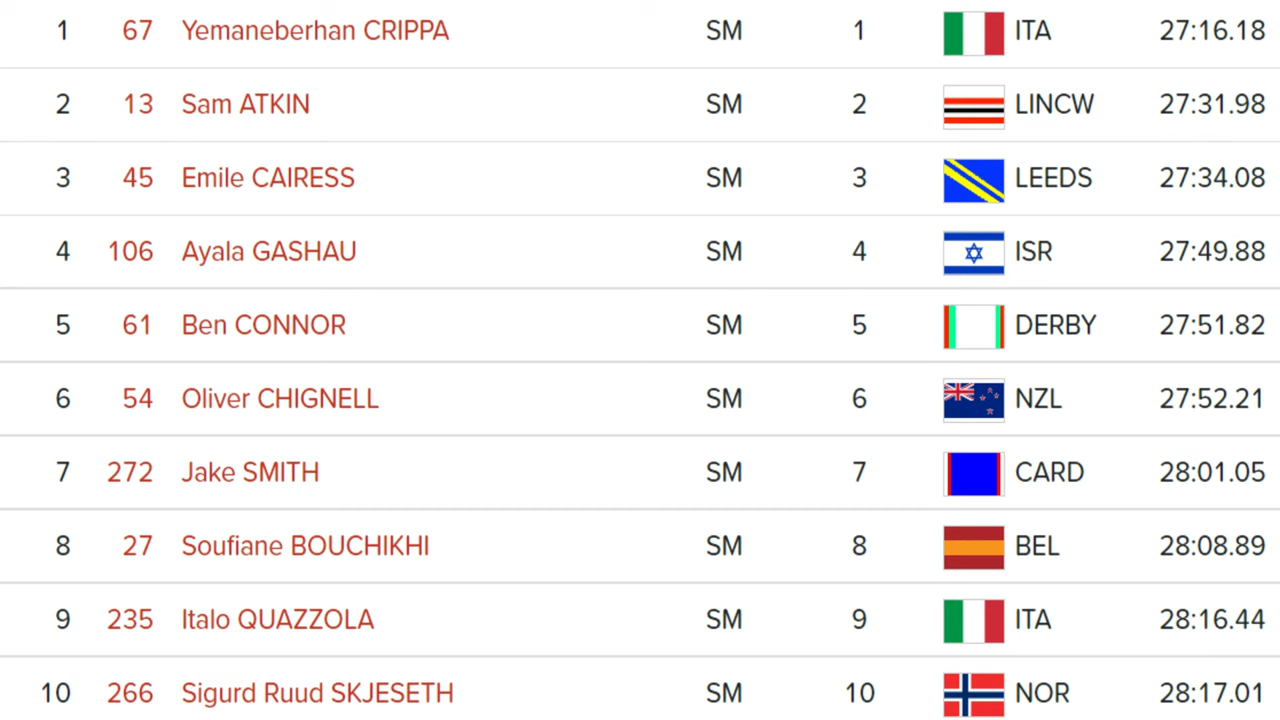 1 67 Yemaneberhan CRIPPA SM 1 ITA 27:16.18
2 13 Sam ATKIN SM 2 LINCW 27:31.98
3 45 Emile CAIRESS SM 3 LEEDS 27:34.08
4 106 Ayala GASHAU SM 4 ISR 27:49.88
5 61 Ben CONNOR SM 5 DERBY 27:51.82
6 54 Oliver CHIGNELL SM 6 NZL 27:52.21
7 272 Jake SMITH SM 7 CARD 28:01.05
8 27 Soufiane BOUCHIKHI SM 8 BEL 28:08.89
9 235 Italo QUAZZOLA SM 9 ITA 28:16.44
10 266 Sigurd Ruud SKJESETH SM 10 NOR 28:17.01